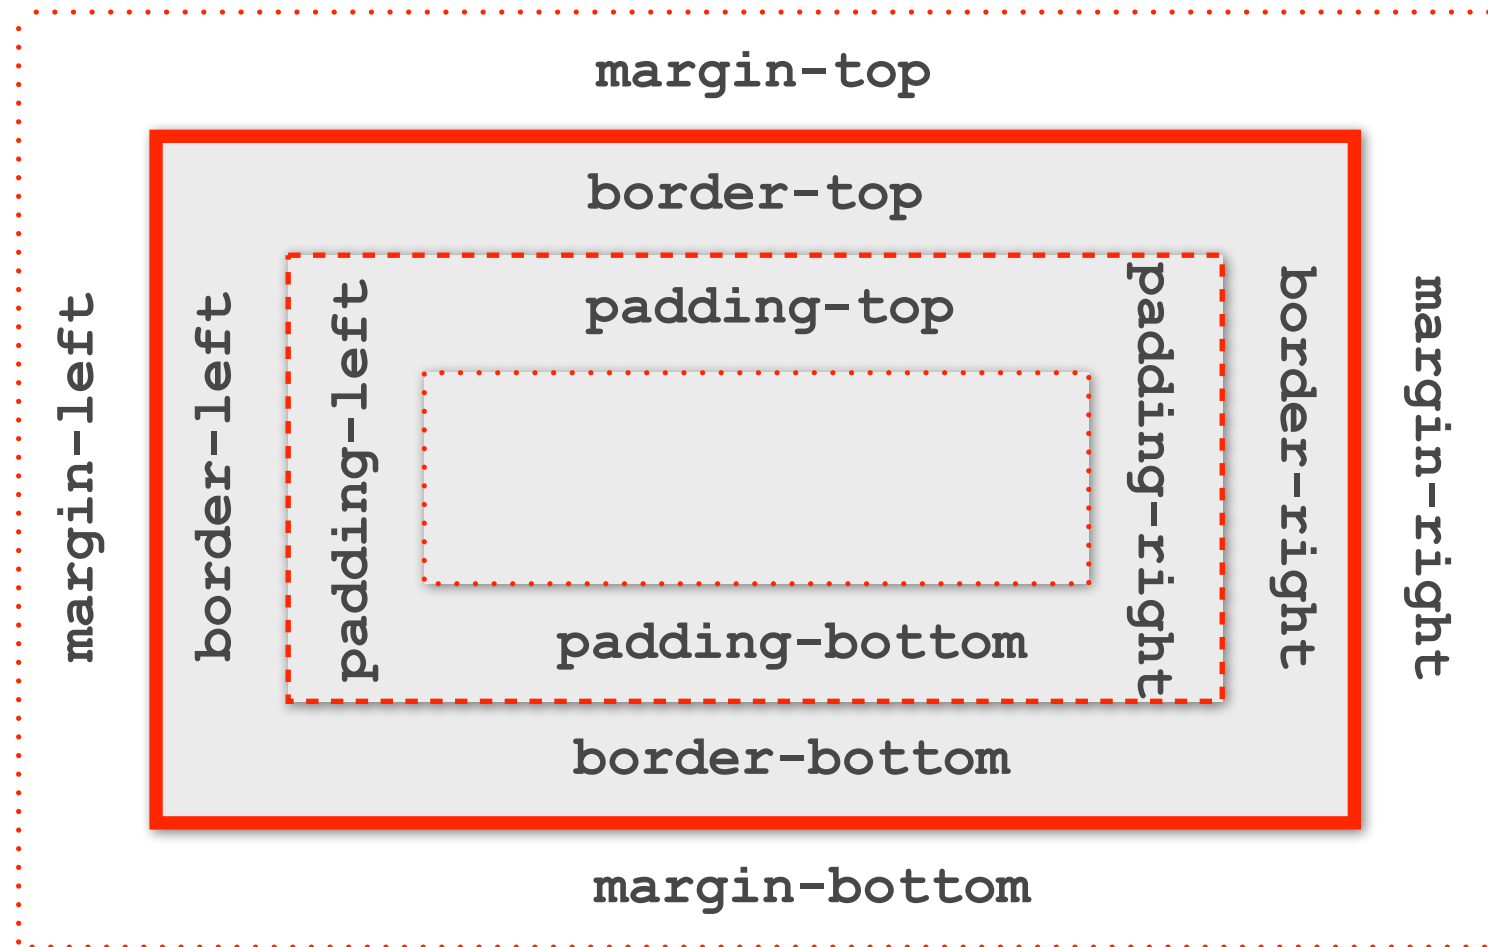 margin-top
border-top
padding-top
margin-left
border-left
padding-left
padding-right
border-right
margin-right
padding-bottom
border-bottom
margin-bottom